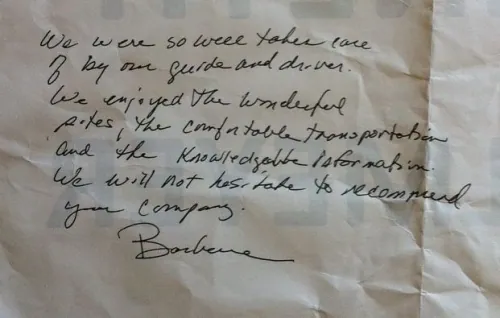 We were so well taken care
of by our guide and driver.
We enjoyed the wonderful
sites, the comfortable transportation
and the knowledgable information.
We will not hesitate to recommend
your company.
Barbara